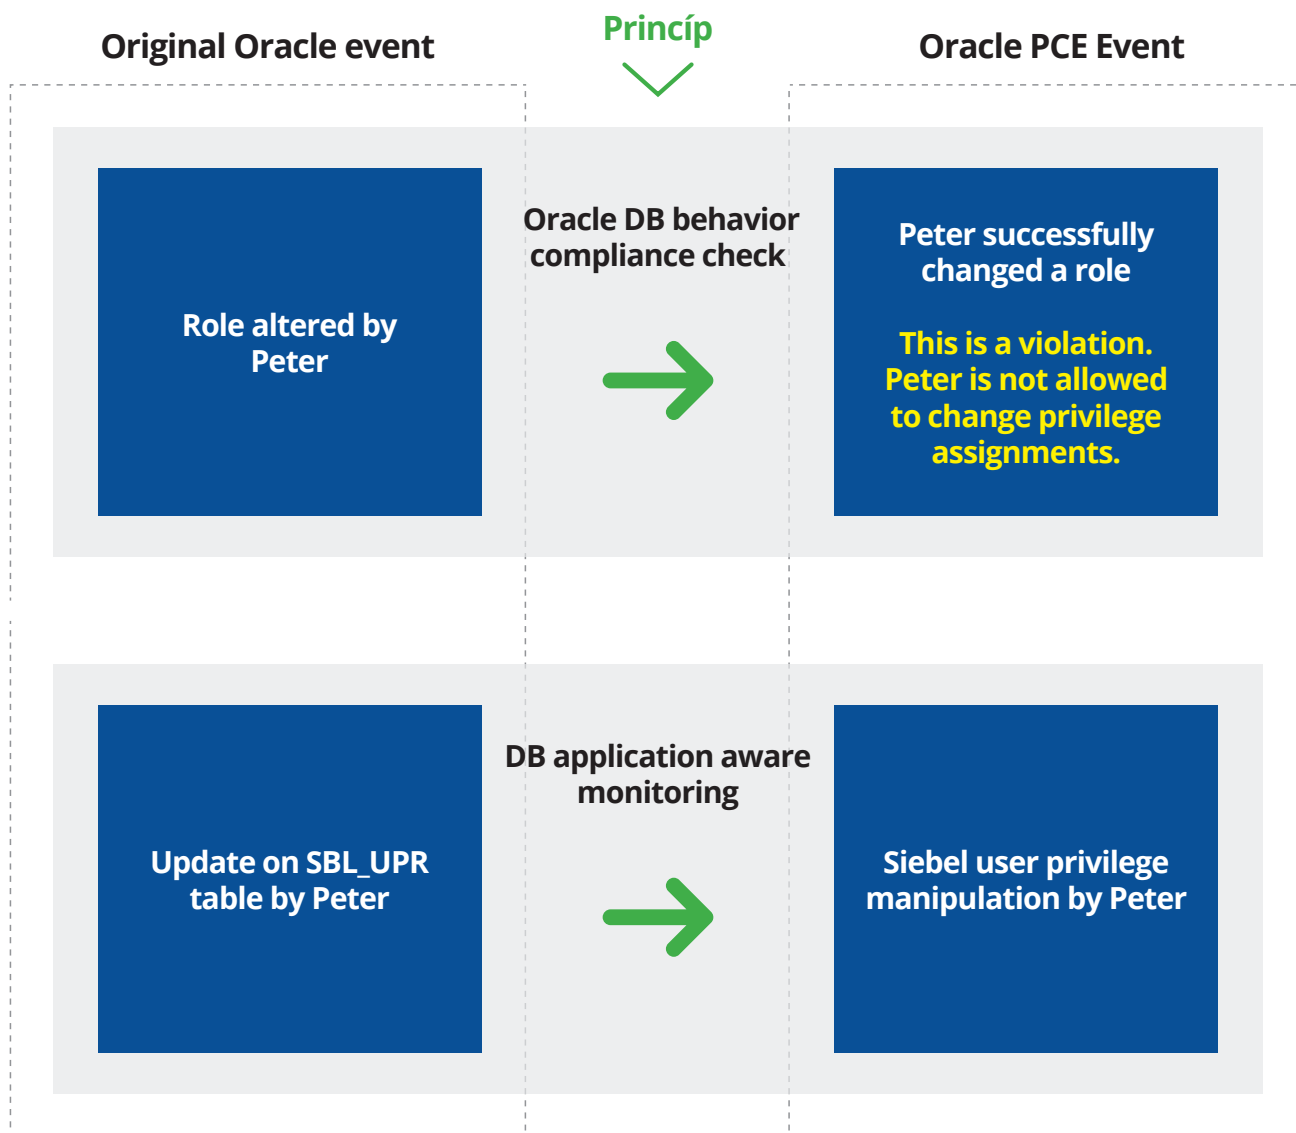 Original Oracle event
Princíp
Oracle PCE Event
Role altered by
Peter
Oracle DB behavior
compliance check
Peter successfully
changed a role
This is a violation.
Peter is not allowed
to change privilege
assignments.
Update on SBL_UPR
table by Peter
DB application aware
monitoring
Siebel user privilege
manipulation by Peter